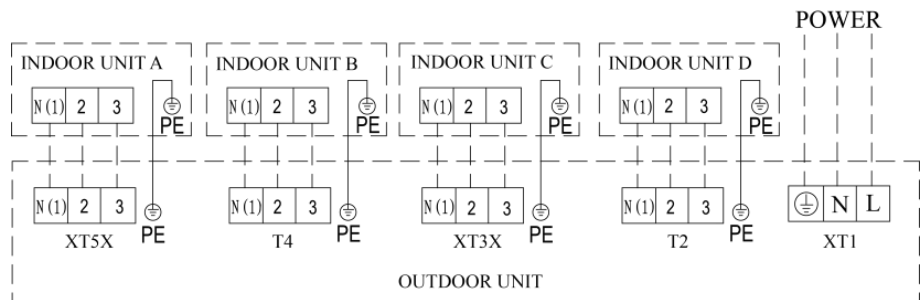 POWER
INDOOR UNIT A INDOOR UNIT B INDOOR UNIT C INDOOR UNIT D
N (1) 2 3 PE N (1) 2 3 PE N (1) 2 3 PE N (1) 2 3 PE
N (1) 2 3 PE N (1) 2 3 PE N (1) 2 3 PE N (1) 2 3 PE N L
XT5X T4 XT3X T2 XT1
OUTDOOR UNIT